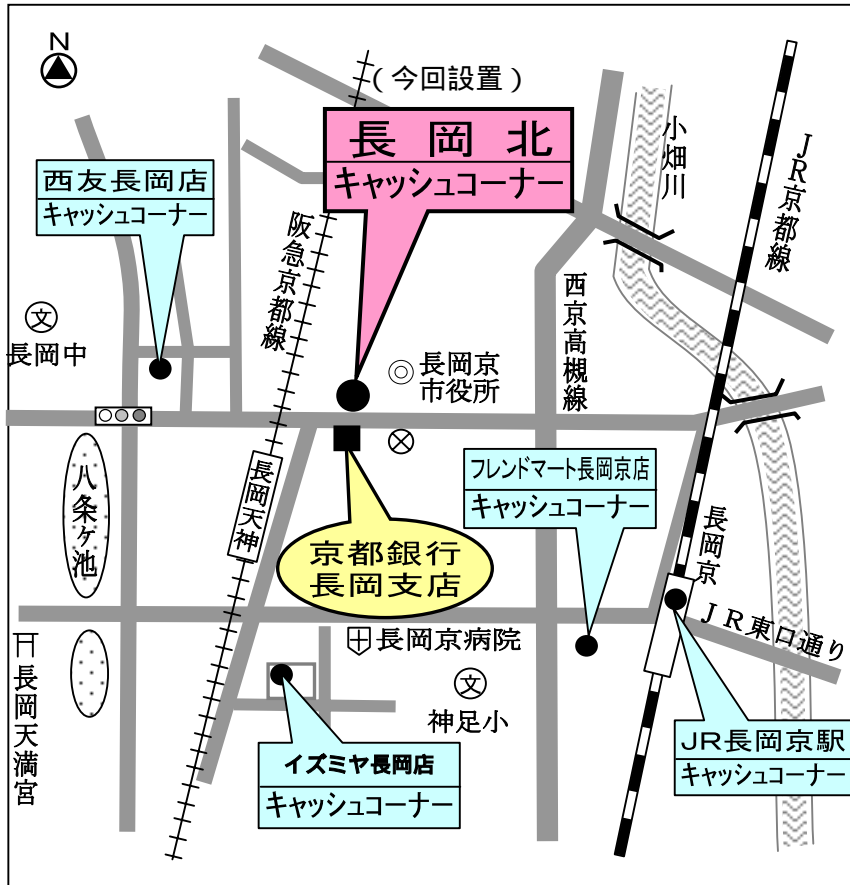 N
(今回設置)
長岡北
キャッシュコーナー
西友長岡店
キャッシュコーナー
小畑川
JR京都線
阪急京都線
西京高槻線
文
長岡中
長岡京
市役所
八条ヶ池
長岡天神
フレンドマート長岡京店
キャッシュコーナー
京都銀行
長岡支店
長岡京
JR東口通り
長岡京病院
文
神足小
長岡天満宮
イズミヤ長岡店
キャッシュコーナー
JR長岡京駅
キャッシュコーナー